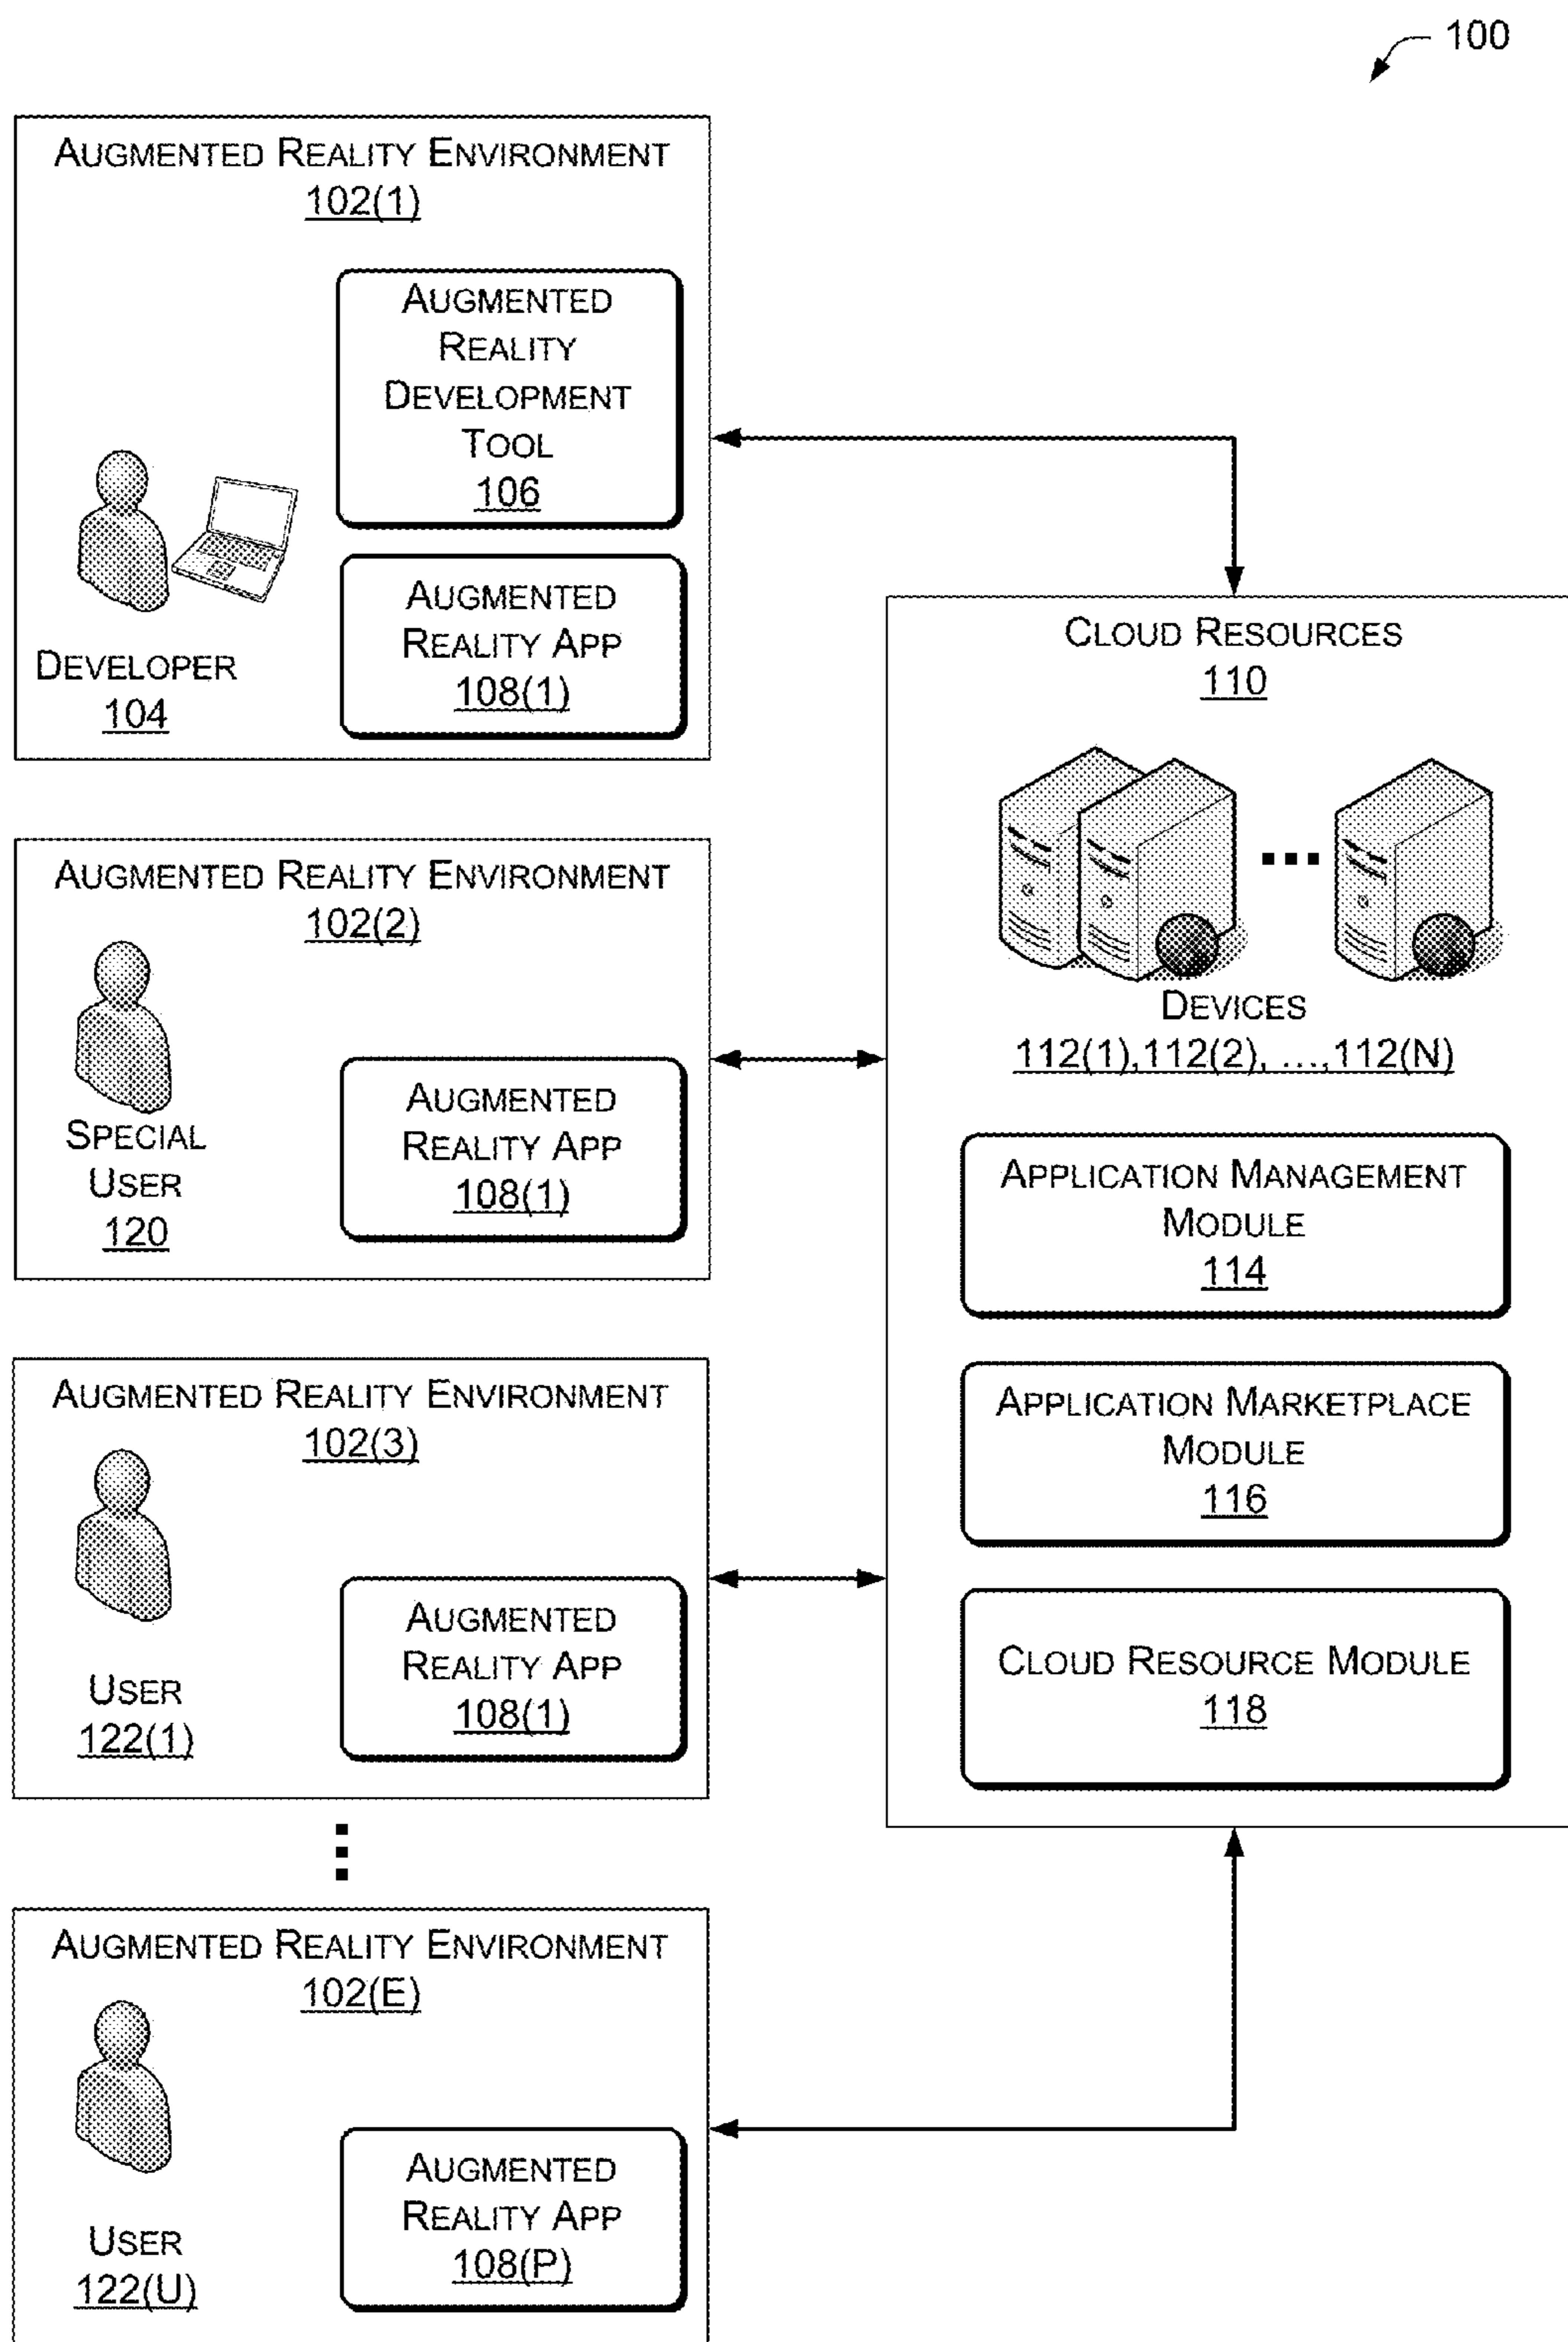 100
AUGMENTED REALITY ENVIRONMENT
102(1)
AUGMENTED
REALITY
DEVELOPMENT
TOOL
106
AUGMENTED
REALITY APP
108(1)
DEVELOPER
104
AUGMENTED REALITY ENVIRONMENT
102(2)
SPECIAL
USER
120
AUGMENTED
REALITY APP
108(1)
AUGMENTED REALITY ENVIRONMENT
102(3)
USER
122(1)
AUGMENTED
REALITY APP
108(1)
AUGMENTED REALITY ENVIRONMENT
102(E)
USER
122(U)
AUGMENTED
REALITY APP
108(P)
CLOUD RESOURCES
110
DEVICES
112(1),112(2), ...,112(N)
APPLICATION MANAGEMENT
MODULE
114
APPLICATION MARKETPLACE
MODULE
116
CLOUD RESOURCE MODULE
118